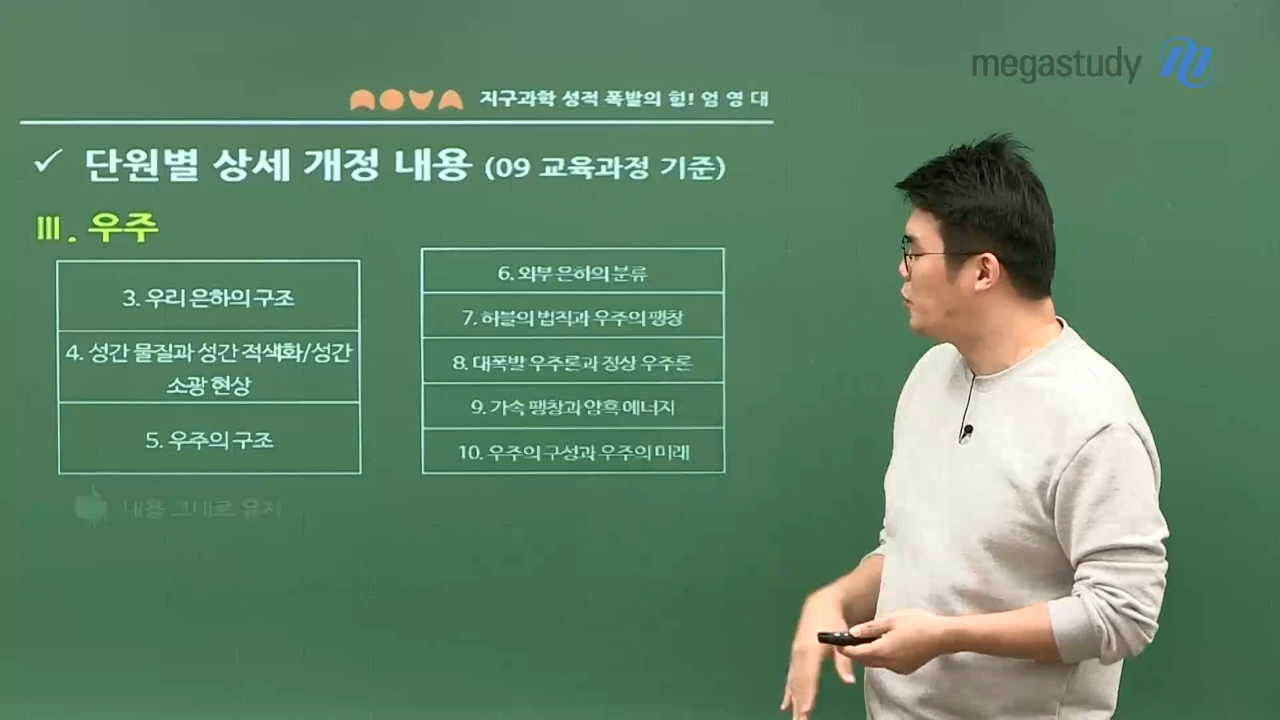 megastudy
NOVA 지구과학 성적 폭발의 힘! 엄 영 대
✓ 단원별 상세 개정 내용 (09 교육과정 기준)
Ⅲ. 우주
3. 우리 은하의 구조
4. 성간 물질과 성간 적색화/성간
소광 현상
5. 우주의 구조
6. 외부 은하의 분류
7. 허블의 법칙과 우주의 팽창
8. 대폭발 우주론과 정상 우주론
9. 가속 팽창과 암흑 에너지
10. 우주의 구성과 우주의 미래
내용 그대로 유지